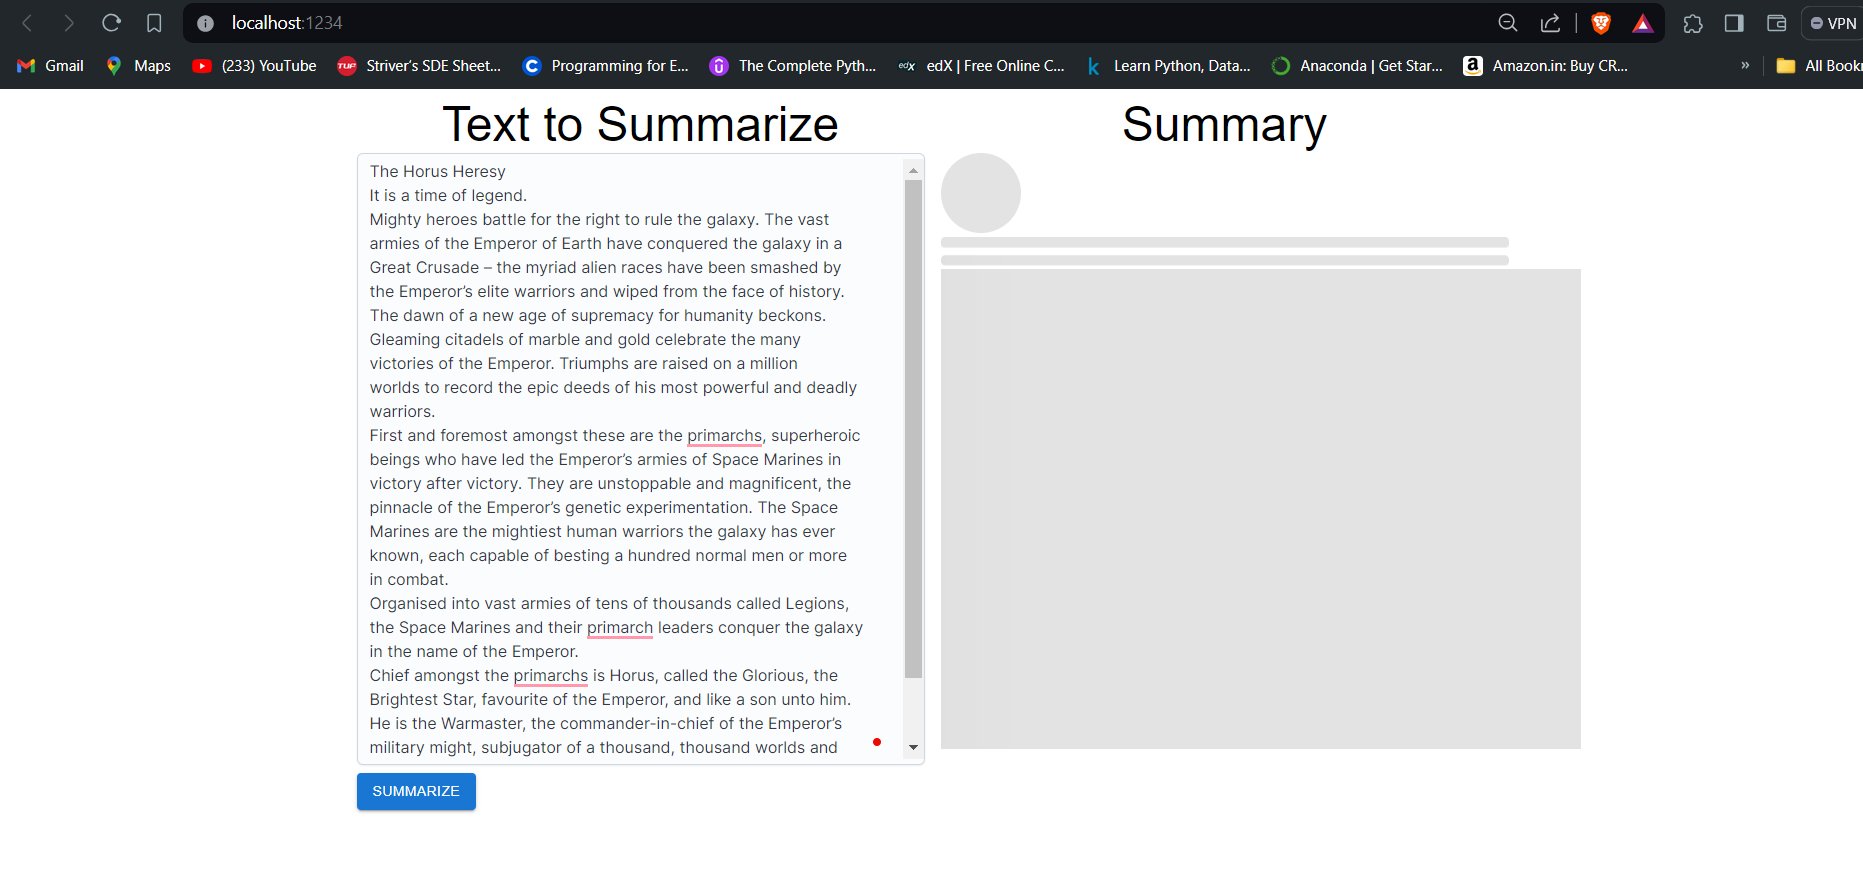 localhost:1234
VPN
Gmail
Maps
(233) YouTube
TUF Striver's SDE Sheet...
Programming for E...
The Complete Pyth...
edX edX | Free Online C...
k Learn Python, Data...
Anaconda | Get Star...
a Amazon.in: Buy CR...
»
All Book
Text to Summarize
The Horus Heresy
It is a time of legend.
Mighty heroes battle for the right to rule the galaxy. The vast
armies of the Emperor of Earth have conquered the galaxy in a
Great Crusade – the myriad alien races have been smashed by
the Emperor’s elite warriors and wiped from the face of history.
The dawn of a new age of supremacy for humanity beckons.
Gleaming citadels of marble and gold celebrate the many
victories of the Emperor. Triumphs are raised on a million
worlds to record the epic deeds of his most powerful and deadly
warriors.
First and foremost amongst these are the primarchs, superheroic
beings who have led the Emperor’s armies of Space Marines in
victory after victory. They are unstoppable and magnificent, the
pinnacle of the Emperor’s genetic experimentation. The Space
Marines are the mightiest human warriors the galaxy has ever
known, each capable of besting a hundred normal men or more
in combat.
Organised into vast armies of tens of thousands called Legions,
the Space Marines and their primarch leaders conquer the galaxy
in the name of the Emperor.
Chief amongst the primarchs is Horus, called the Glorious, the
Brightest Star, favourite of the Emperor, and like a son unto him.
He is the Warmaster, the commander-in-chief of the Emperor’s
military might, subjugator of a thousand, thousand worlds and
SUMMARIZE
Summary